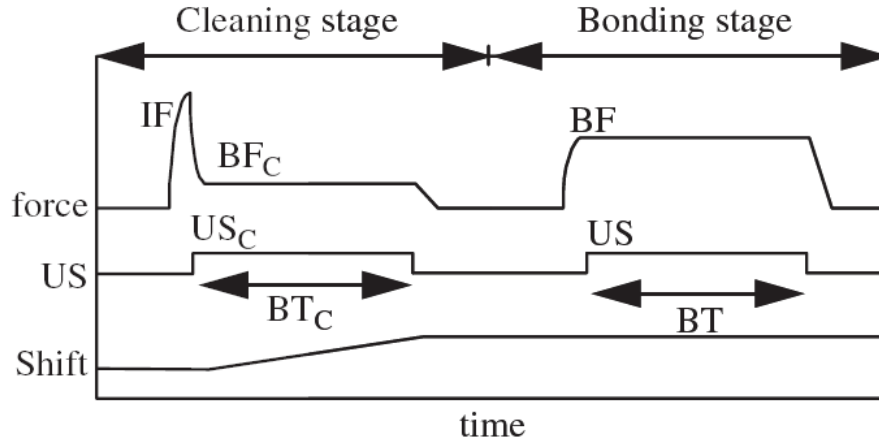 Cleaning stage
Bonding stage
IF
BF
BF_C
force
US_C
US
US
BT_C
BT
Shift
time